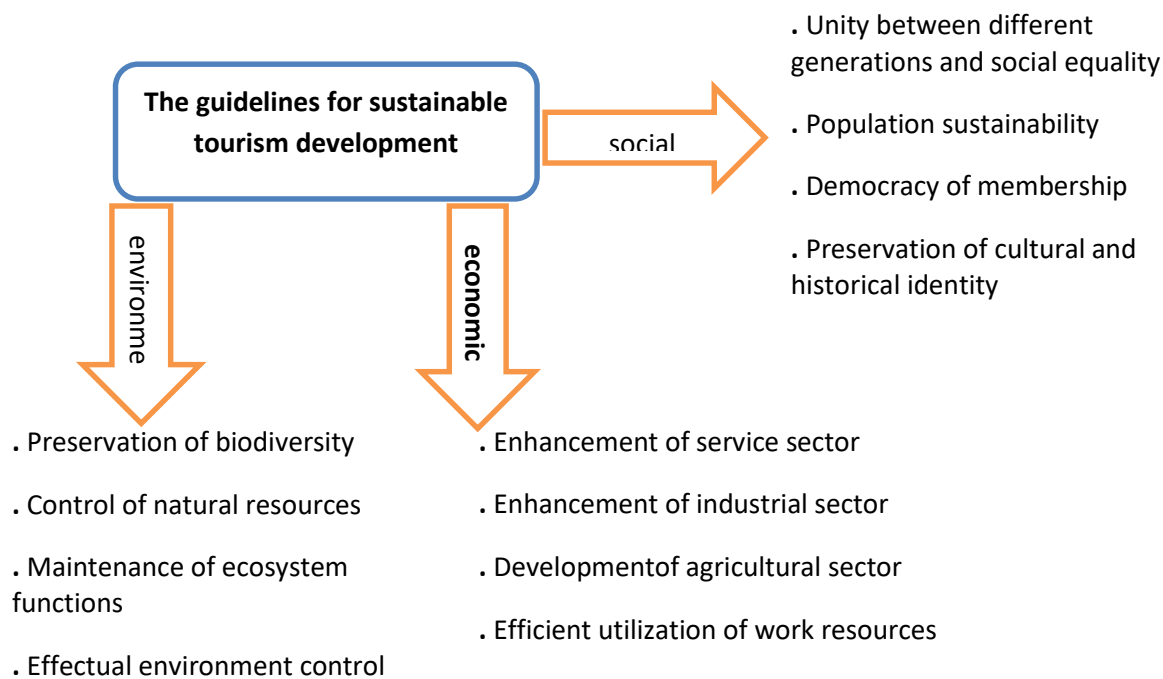 The guidelines for sustainable
tourism development
social
. Unity between different
generations and social equality
. Population sustainability
. Democracy of membership
. Preservation of cultural and
historical identity
environme
economic
. Preservation of biodiversity
. Control of natural resources
. Maintenance of ecosystem
functions
. Effectual environment control
. Enhancement of service sector
. Enhancement of industrial sector
. Developmentof agricultural sector
. Efficient utilization of work resources